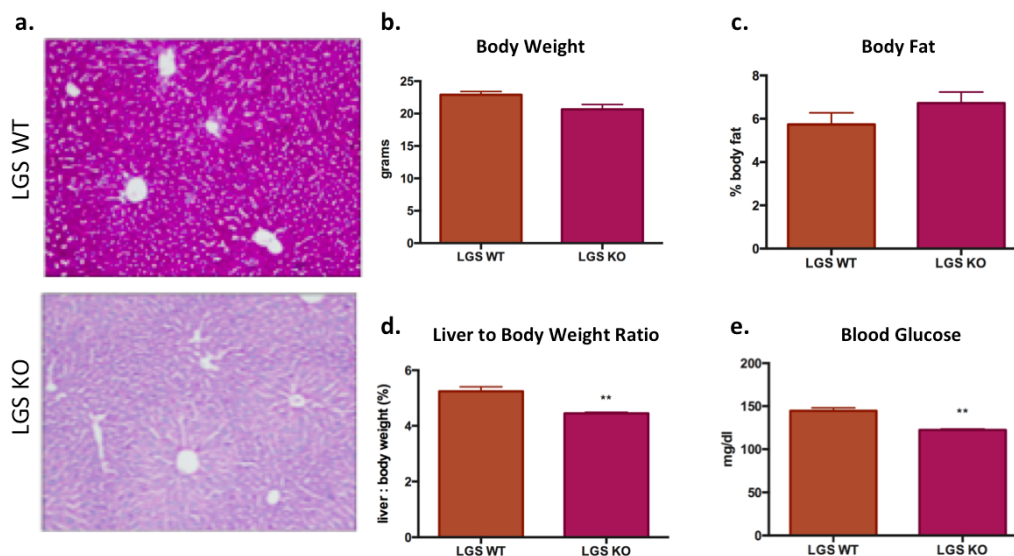 a.
LGS WT
LGS KO
b.
Body Weight
grams
25
20
15
10
5
0
LGS WT
LGS KO
c.
Body Fat
% body fat
8
6
4
2
0
LGS WT
LGS KO
d.
Liver to Body Weight Ratio
liver : body weight (%)
6
4
2
0
**
LGS WT
LGS KO
e.
Blood Glucose
mg/dl
200
150
100
50
0
**
LGS WT
LGS KO